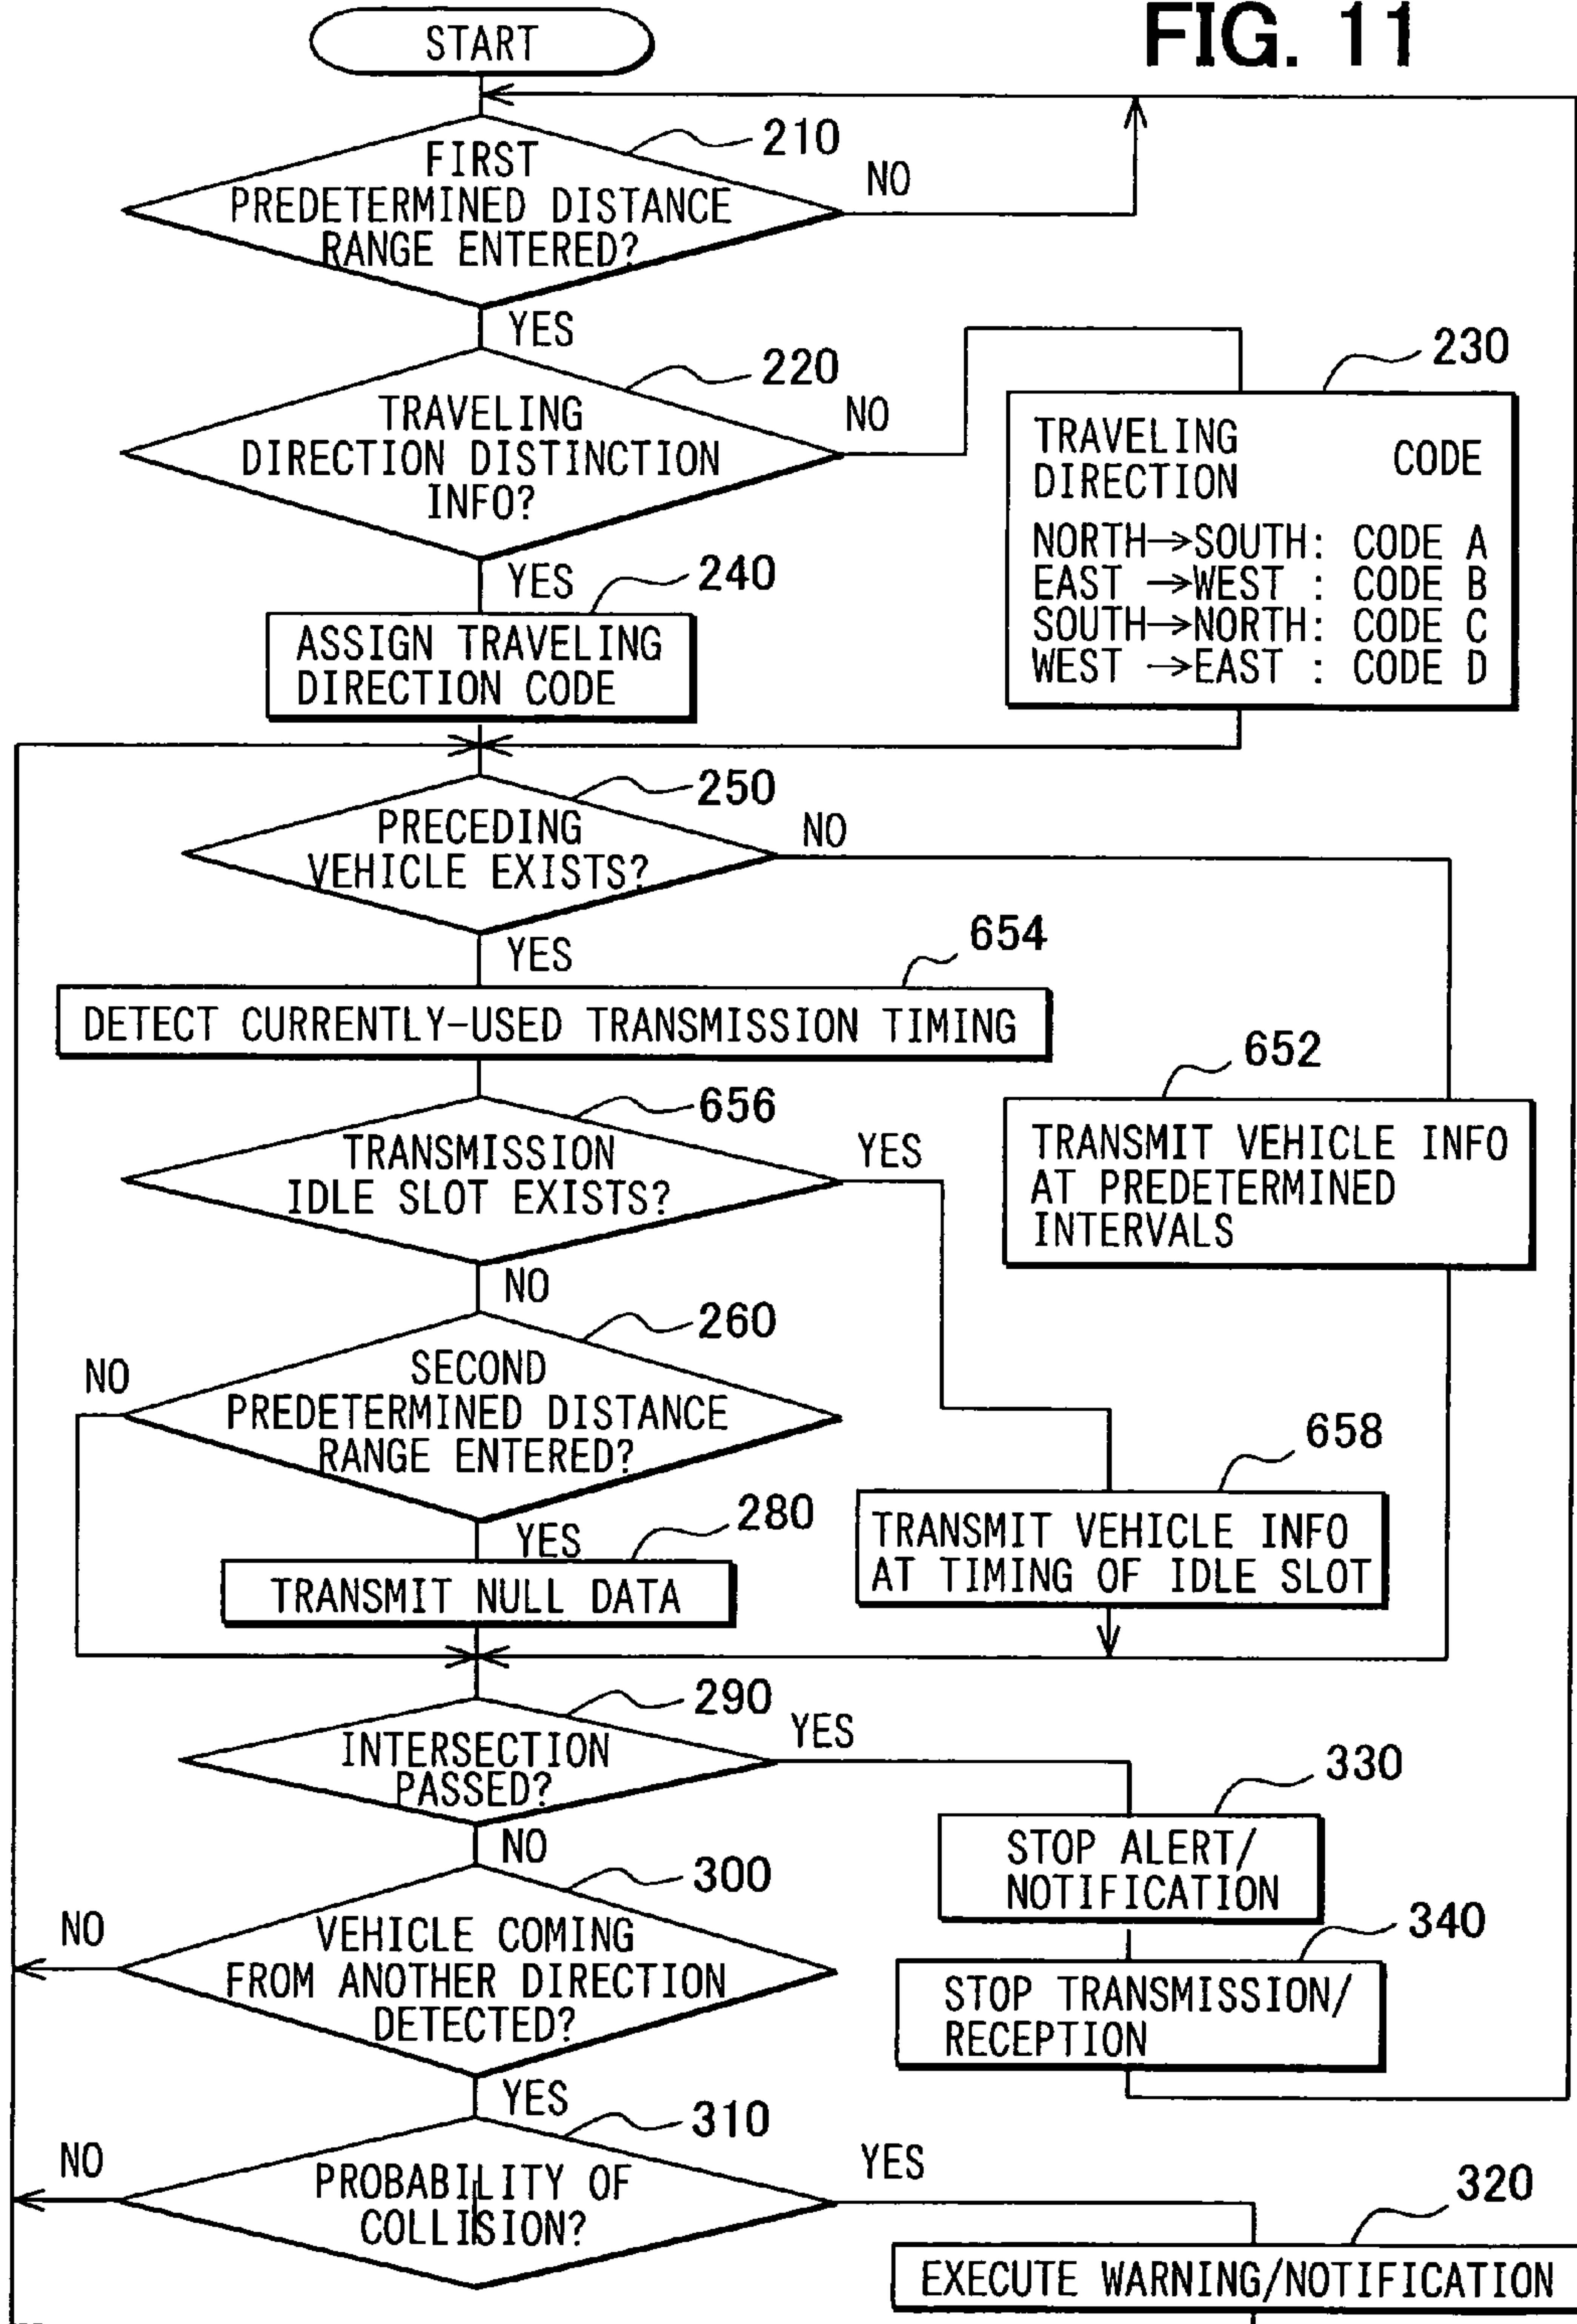 FIG. 11
START
210
FIRST
PREDETERMINED DISTANCE
RANGE ENTERED?
NO
YES
220
TRAVELING
DIRECTION DISTINCTION
INFO?
NO
230
TRAVELING
DIRECTION CODE
NORTH→SOUTH: CODE A
EAST →WEST : CODE B
SOUTH→NORTH: CODE C
WEST →EAST : CODE D
YES
240
ASSIGN TRAVELING
DIRECTION CODE
250
PRECEDING
VEHICLE EXISTS?
NO
YES
654
DETECT CURRENTLY-USED TRANSMISSION TIMING
652
TRANSMIT VEHICLE INFO
AT PREDETERMINED
INTERVALS
656
TRANSMISSION
IDLE SLOT EXISTS?
YES
NO
260
SECOND
PREDETERMINED DISTANCE
RANGE ENTERED?
NO
YES
658
TRANSMIT VEHICLE INFO
AT TIMING OF IDLE SLOT
280
TRANSMIT NULL DATA
290
INTERSECTION
PASSED?
YES
NO
330
STOP ALERT/
NOTIFICATION
340
STOP TRANSMISSION/
RECEPTION
300
VEHICLE COMING
FROM ANOTHER DIRECTION
DETECTED?
NO
YES
310
PROBABILITY OF
COLLISION?
NO
YES
320
EXECUTE WARNING/NOTIFICATION